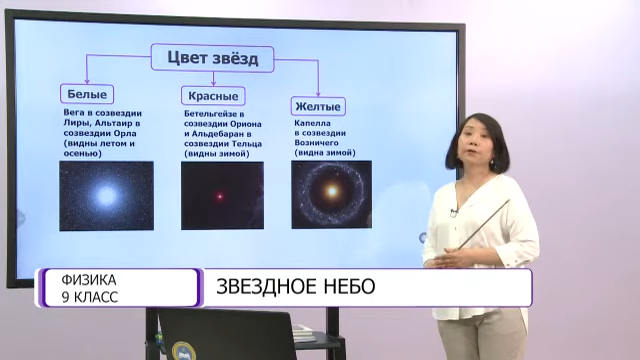 Цвет звёзд
Белые
Красные
Желтые
Вега в созвездии
Лиры, Альтаир в
созвездии Орла
(видны летом и
осенью)
Бетельгейзе в
созвездии Ориона
и Альдебаран в
созвездии Тельца
(видны зимой)
Капелла
в созвездии
Возничего
(видна зимой)
ФИЗИКА
9 КЛАСС
ЗВЕЗДНОЕ НЕБО